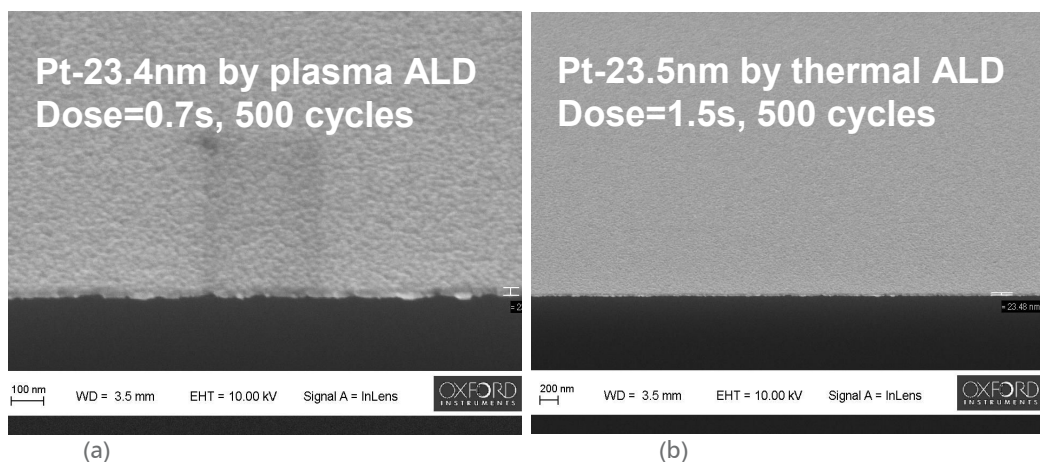 Pt-23.4nm by plasma ALD
Dose=0.7s, 500 cycles
100 nm
WD = 3.5 mm
EHT = 10.00 kV
Signal A = InLens
OXFORD
INSTRUMENTS
(a)
Pt-23.5nm by thermal ALD
Dose=1.5s, 500 cycles
= 23.48 nm
200 nm
WD = 3.5 mm
EHT = 10.00 kV
Signal A = InLens
OXFORD
INSTRUMENTS
(b)